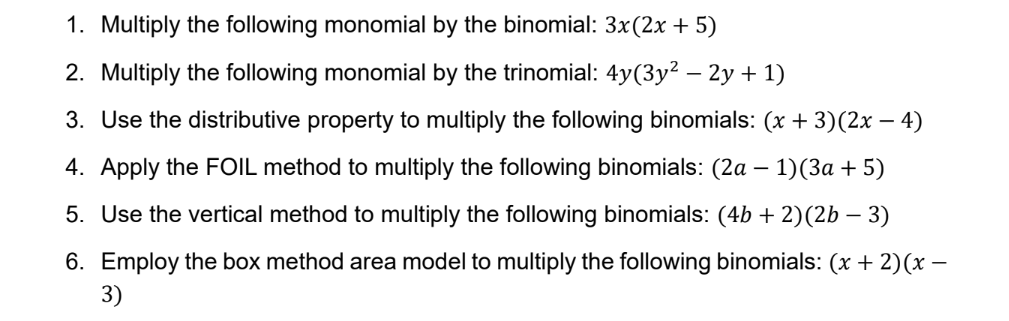 1. Multiply the following monomial by the binomial: 3x(2x + 5)
2. Multiply the following monomial by the trinomial: 4y(3y² − 2y + 1)
3. Use the distributive property to multiply the following binomials: (x + 3)(2x − 4)
4. Apply the FOIL method to multiply the following binomials: (2a − 1)(3a + 5)
5. Use the vertical method to multiply the following binomials: (4b + 2)(2b − 3)
6. Employ the box method area model to multiply the following binomials: (x + 2)(x −
3)